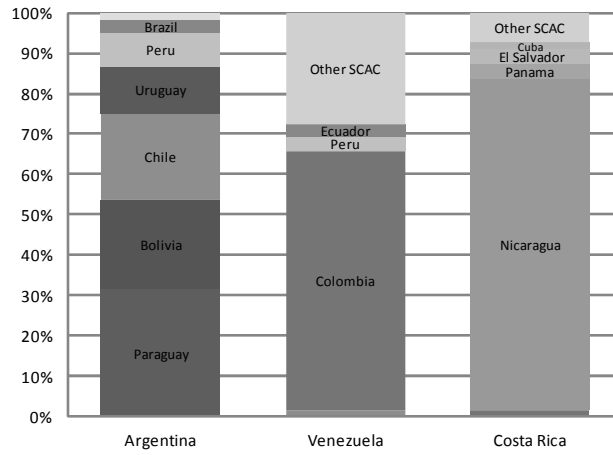 100%
90%
80%
70%
60%
50%
40%
30%
20%
10%
0%
Brazil
Peru
Uruguay
Chile
Bolivia
Paraguay
Other SCAC
Ecuador
Peru
Colombia
Other SCAC
Cuba
El Salvador
Panama
Nicaragua
Argentina
Venezuela
Costa Rica